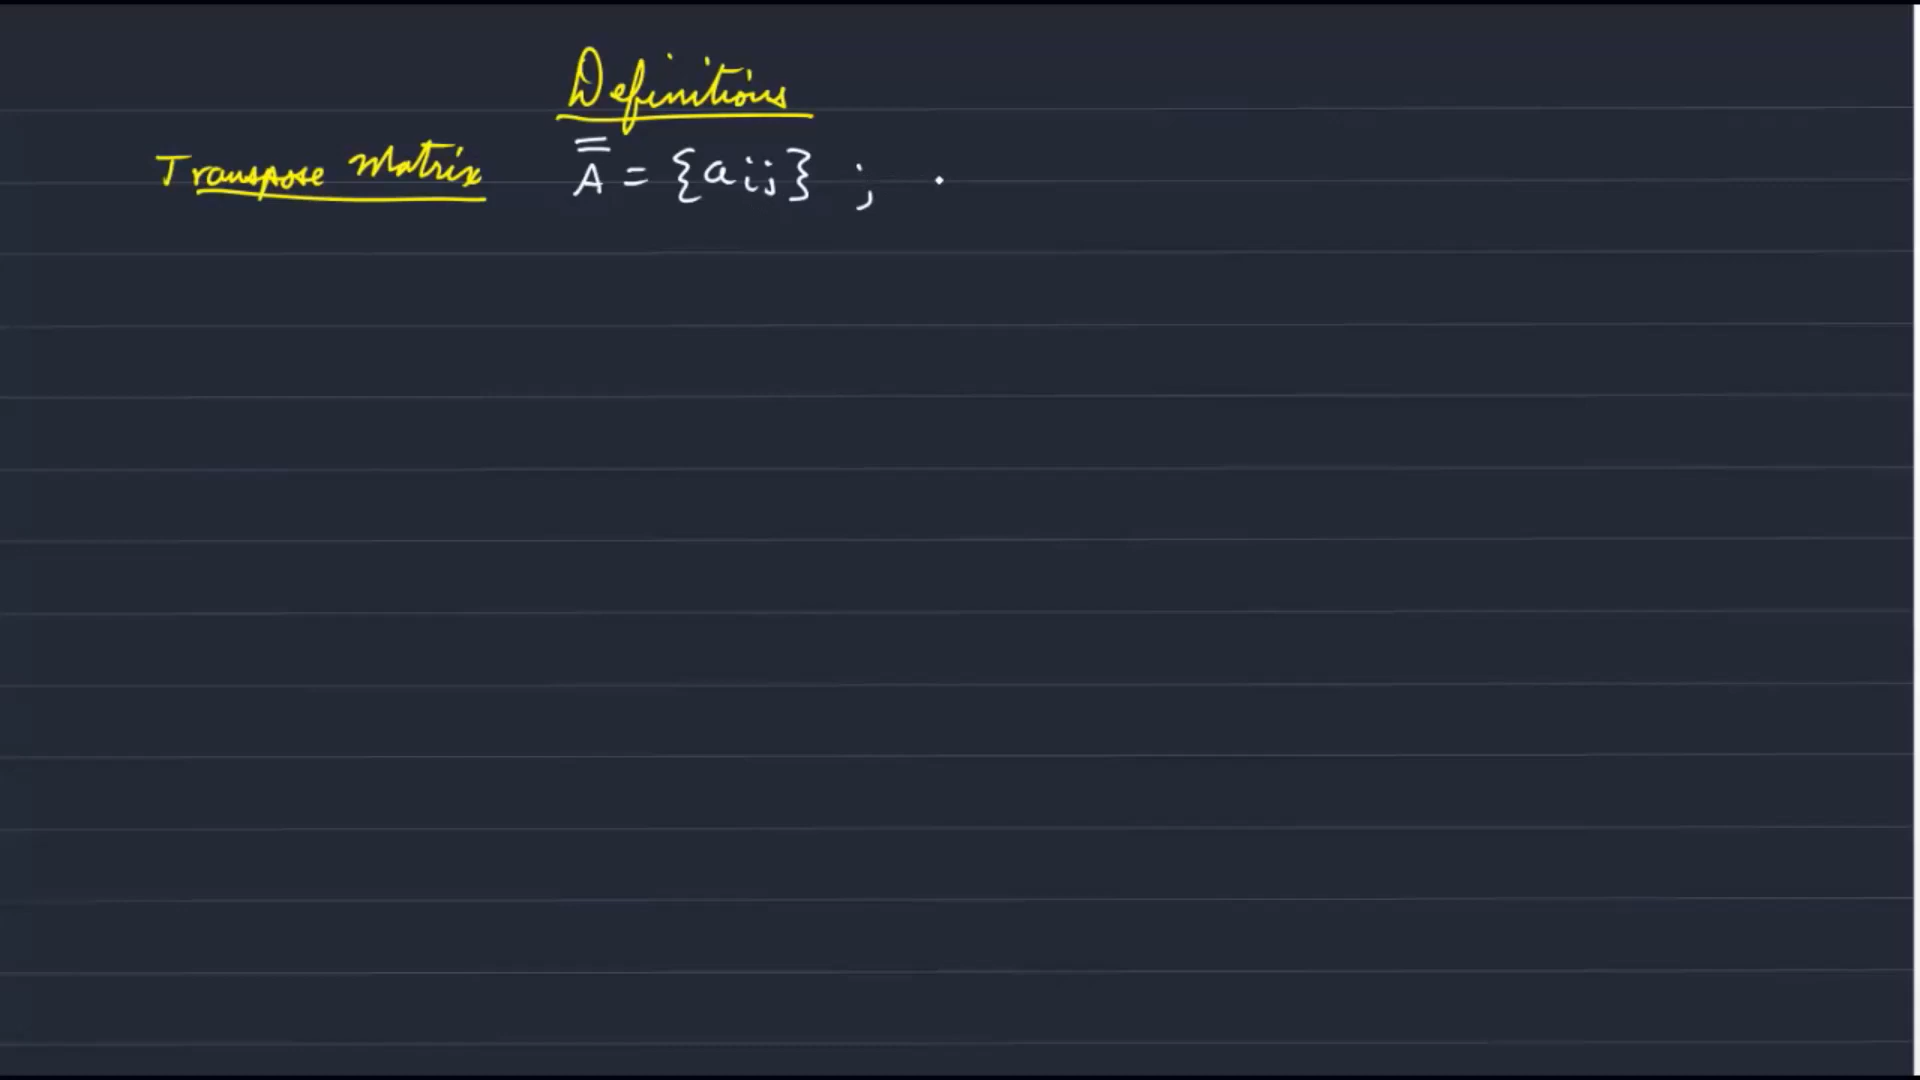 Definitions
Transpose Matrix A̿ = {aij} ;